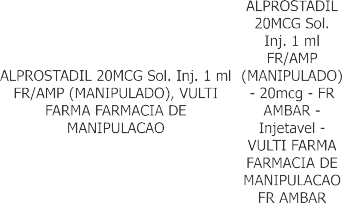 ALPROSTADIL 20MCG Sol. Inj. 1 ml
FR/AMP (MANIPULADO), VULTI
FARMA FARMACIA DE
MANIPULACAO
ALPROSTADIL
20MCG Sol.
Inj. 1 ml
FR/AMP
(MANIPULADO)
- 20mcg - FR
AMBAR -
Injetavel -
VULTI FARMA
FARMACIA DE
MANIPULACAO
FR AMBAR